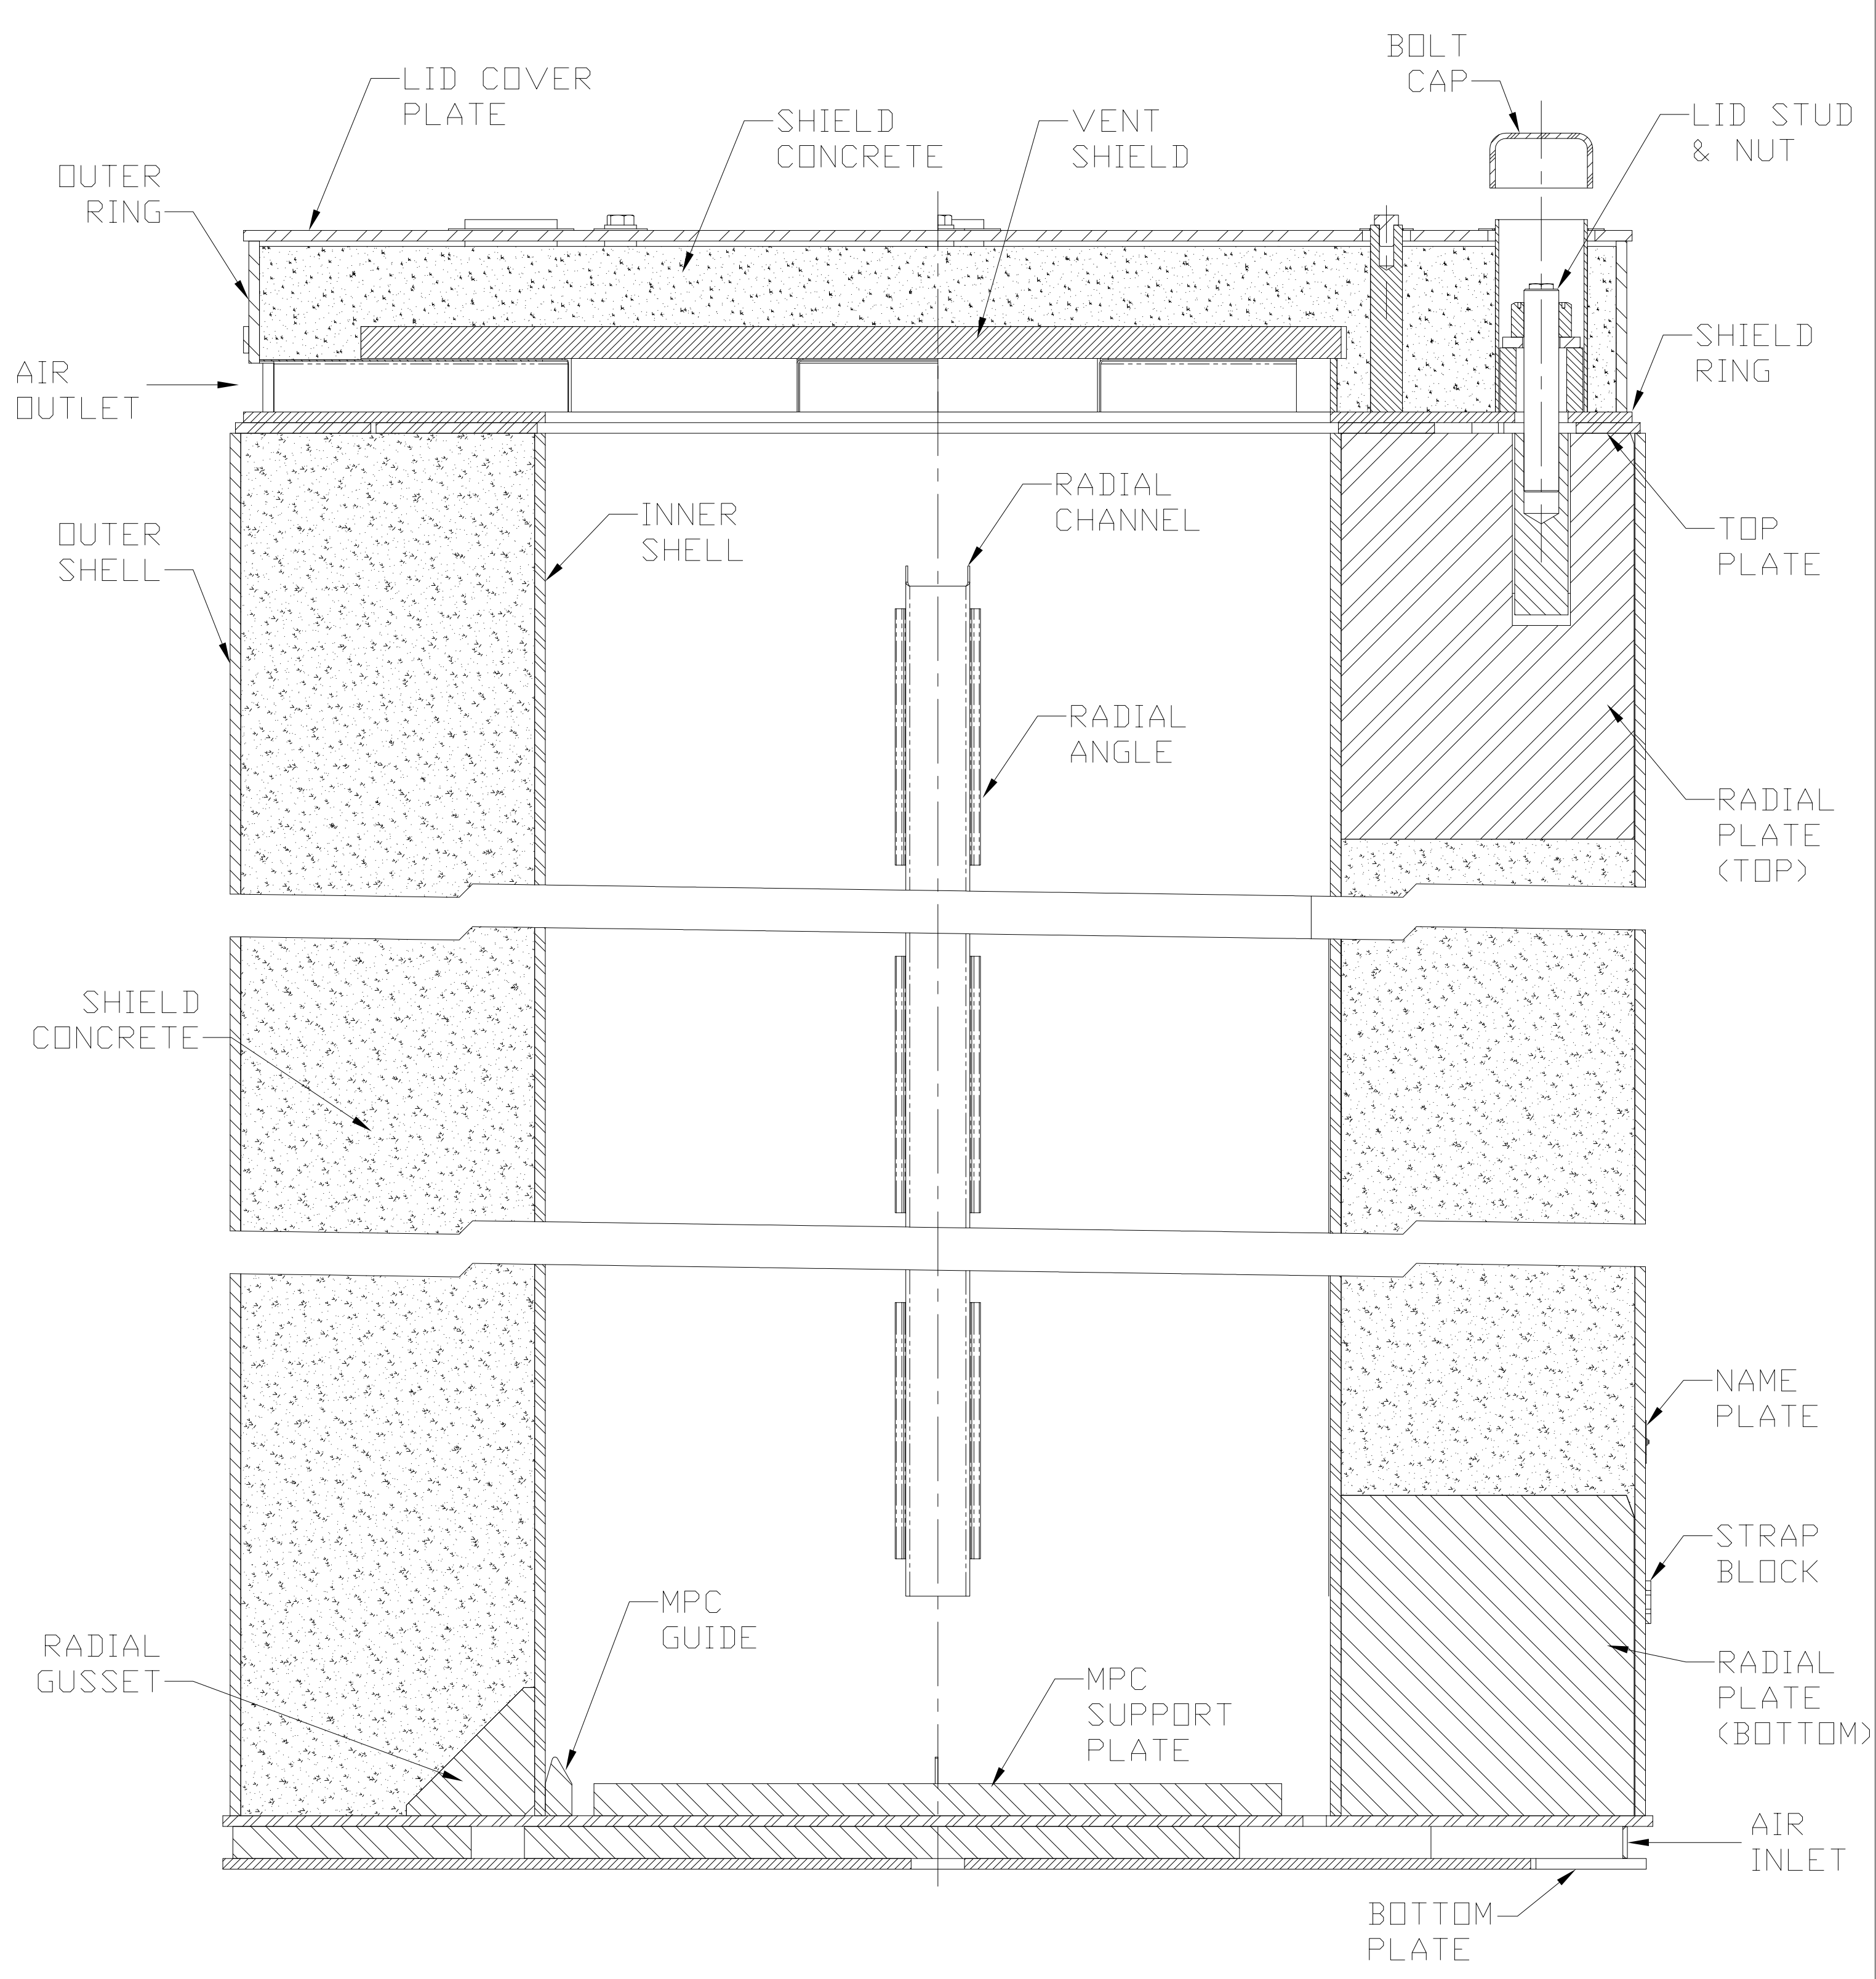 BOLT
CAP
LID COVER
PLATE
SHIELD
CONCRETE
VENT
SHIELD
LID STUD
& NUT
OUTER
RING
SHIELD
RING
AIR
OUTLET
RADIAL
CHANNEL
INNER
SHELL
TOP
PLATE
OUTER
SHELL
RADIAL
ANGLE
RADIAL
PLATE
(TOP)
SHIELD
CONCRETE
NAME
PLATE
STRAP
BLOCK
MPC
GUIDE
RADIAL
GUSSET
MPC
SUPPORT
PLATE
RADIAL
PLATE
(BOTTOM)
AIR
INLET
BOTTOM
PLATE